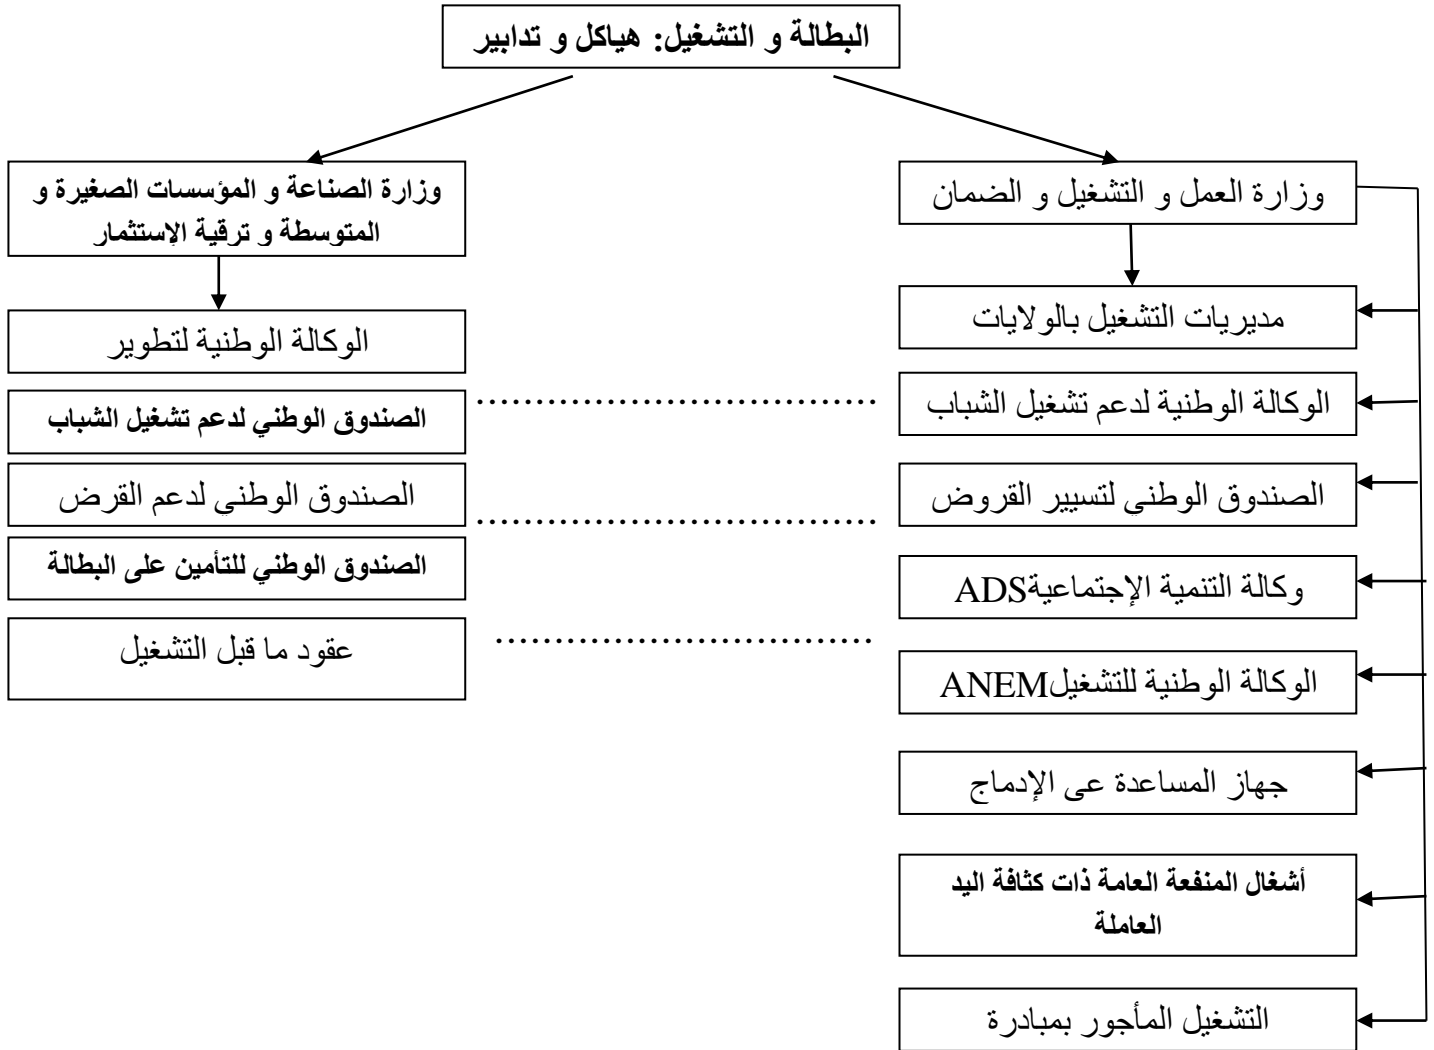 البطالة و التشغيل: هياكل و تدابير
وزارة العمل و التشغيل و الضمان
وزارة الصناعة و المؤسسات الصغيرة و
المتوسطة و ترقية الإستثمار
مديريات التشغيل بالولايات
الوكالة الوطنية لتطوير
الوكالة الوطنية لدعم تشغيل الشباب
................................
الصندوق الوطني لدعم تشغيل الشباب
الصندوق الوطني لتسيير القروض
................................
الصندوق الوطني لدعم القرض
الصندوق الوطني للتأمين على البطالة
وكالة التنمية الإجتماعيةADS
..............................
عقود ما قبل التشغيل
الوكالة الوطنية للتشغيلANEM
جهاز المساعدة عى الإدماج
أشغال المنفعة العامة ذات كثافة اليد
العاملة
التشغيل المأجور بمبادرة